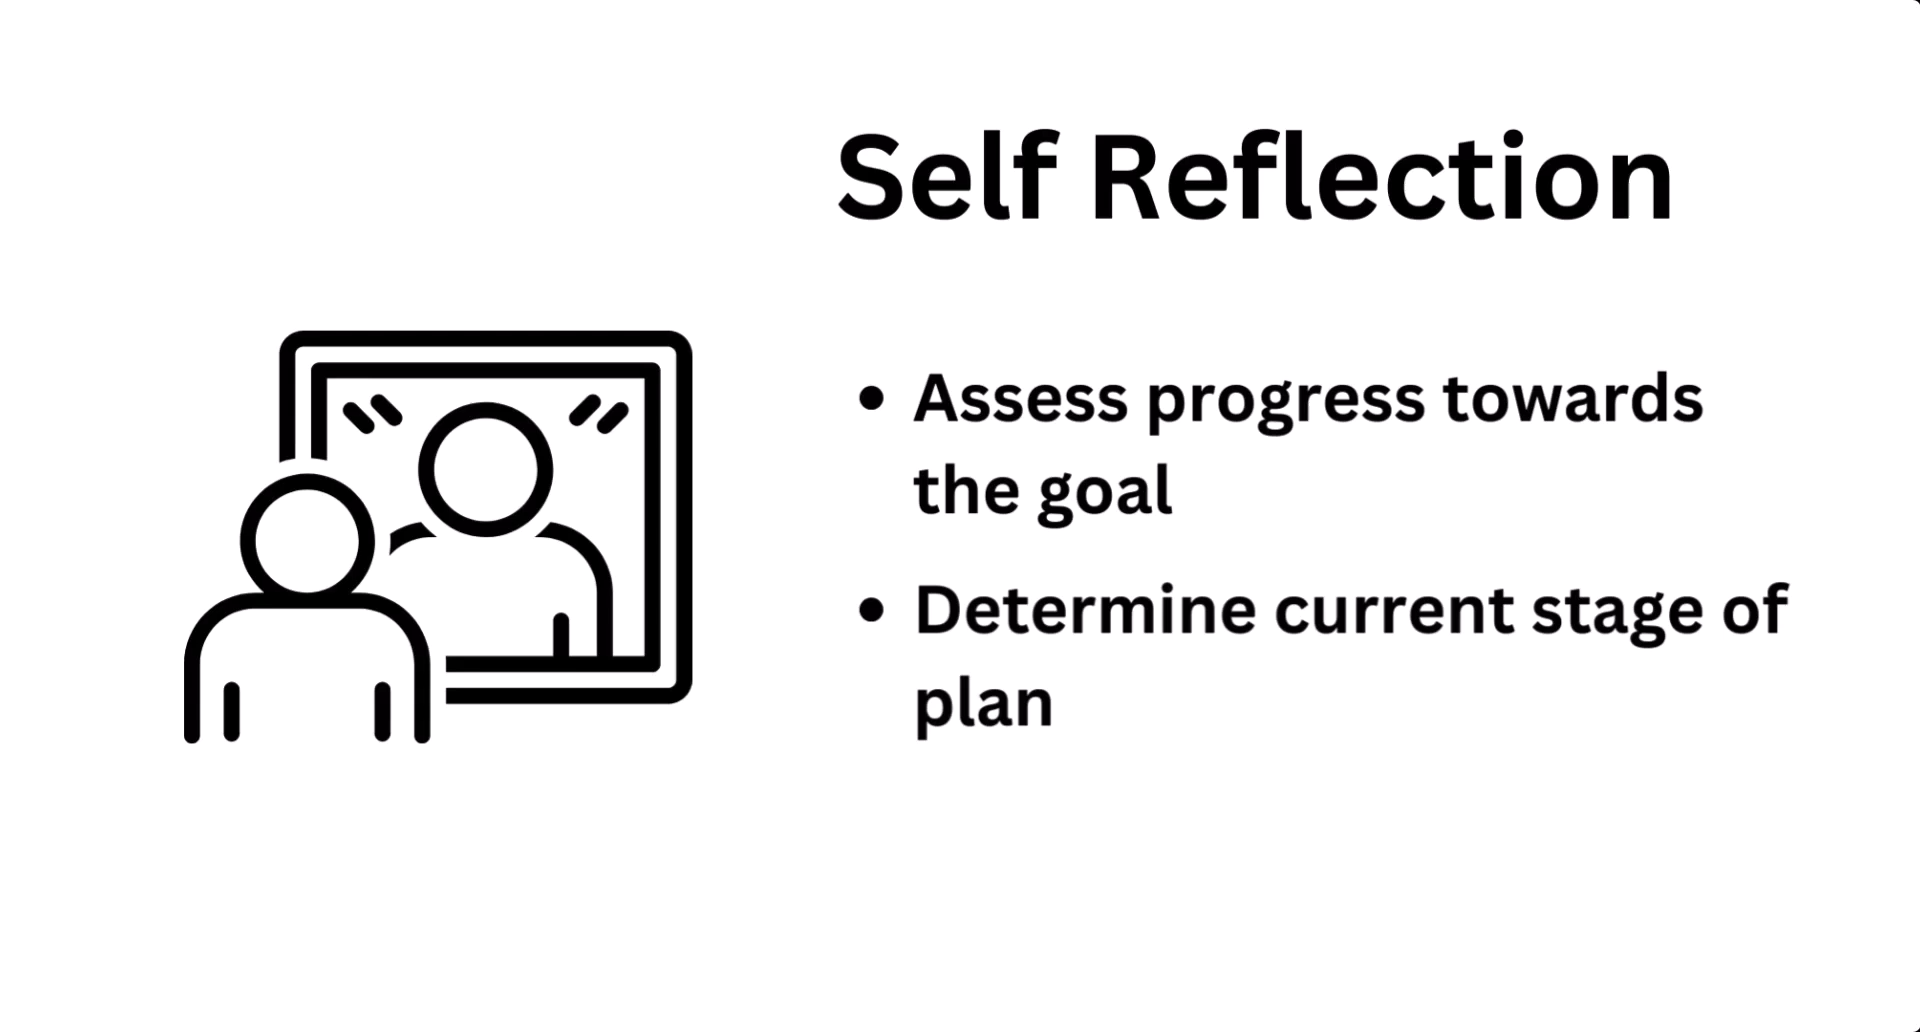 Self Reflection
• Assess progress towards
the goal
• Determine current stage of
plan